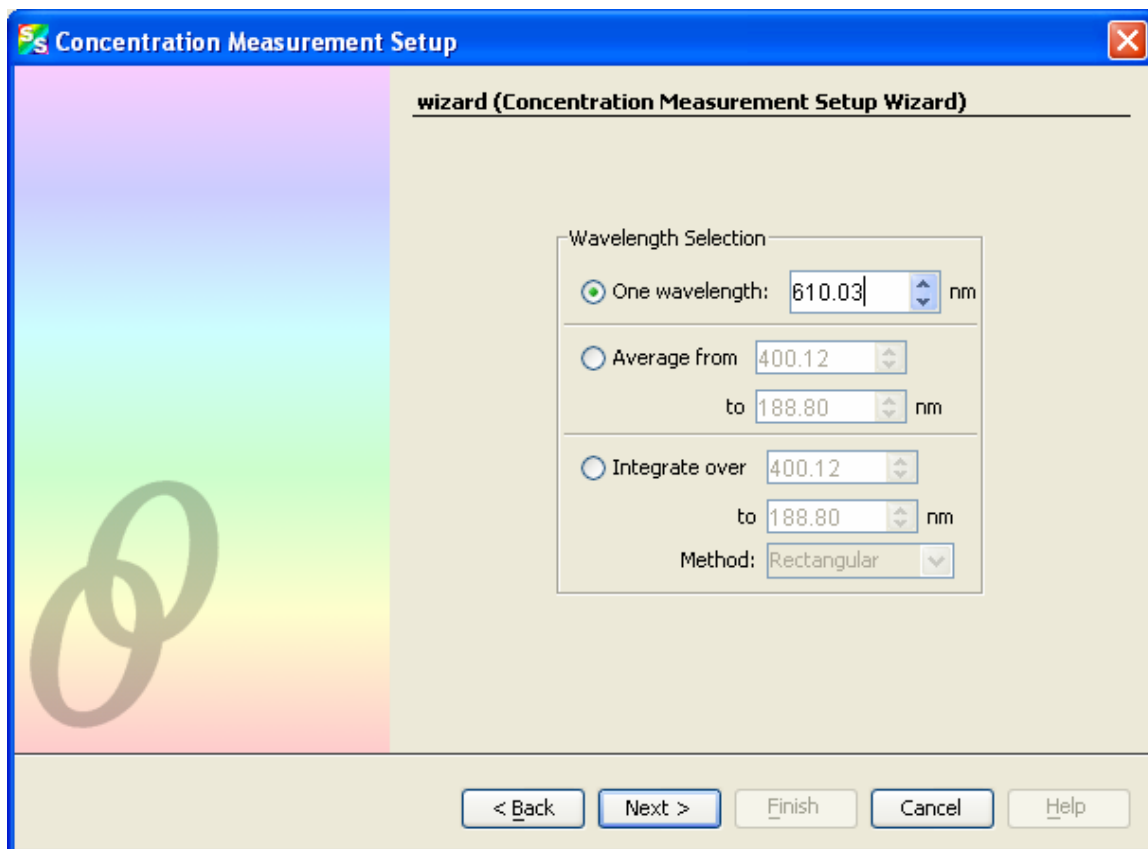 SS Concentration Measurement Setup
wizard (Concentration Measurement Setup Wizard)
Wavelength Selection
One wavelength: 610.03 nm
Average from 400.12
to 188.80 nm
Integrate over 400.12
to 188.80 nm
Method: Rectangular
OO
< Back Next > Finish Cancel Help